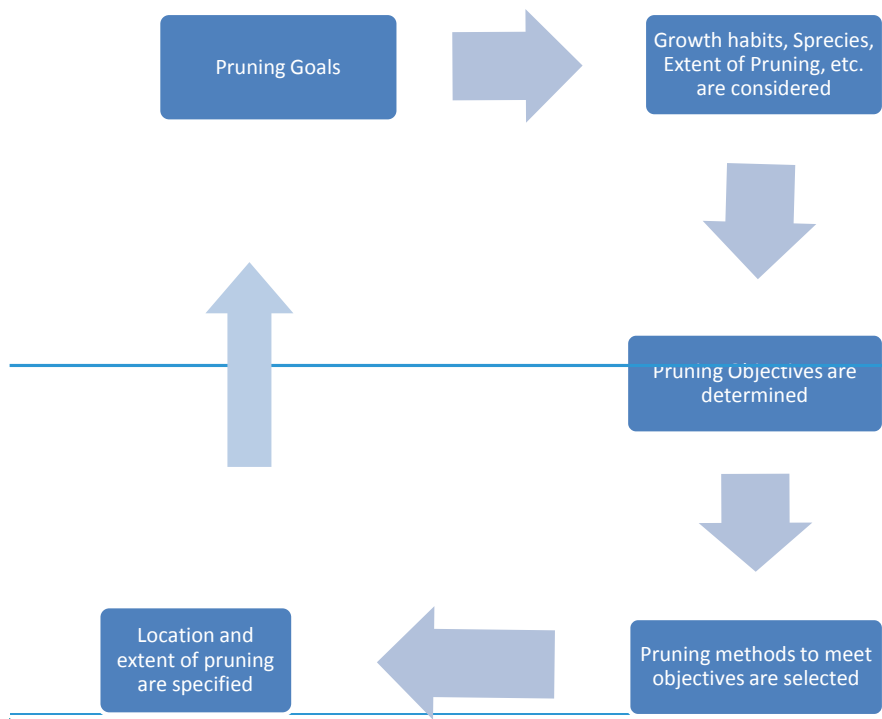 Pruning Goals
Growth habits, Sprecies,
Extent of Pruning, etc.
are considered
Pruning Objectives are
determined
Pruning methods to meet
objectives are selected
Location and
extent of pruning
are specified